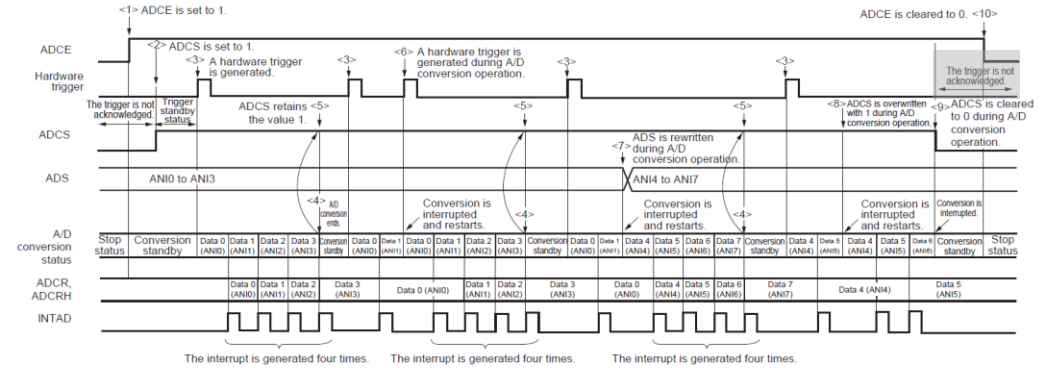 <1> ADCE is set to 1.
ADCE is cleared to 0. <10>
ADCE
<2> ADCS is set to 1.
<3> A hardware trigger
is generated.
<3>
<6> A hardware trigger is
generated during A/D
conversion operation.
<3>
<3>
Hardware
trigger
The trigger is not
acknowledged.
The trigger is not
acknowledged.
Trigger
standby
status
ADCS retains <5>
the value 1.
<5>
<5>
<8> ADCS is overwritten
with 1 during A/D
conversion operation.
<9> ADCS is cleared
to 0 during A/D
conversion
operation.
ADCS
ADS is rewritten
<7> during A/D
conversion operation.
ADS
ANI0 to ANI3
ANI4 to ANI7
<4> A/D
conversion
ends.
Conversion is
interrupted
and restarts.
<4>
Conversion is
interrupted
and restarts.
<4>
Conversion is
interrupted
and restarts.
Conversion is
interrupted.
A/D
conversion
status
Stop
status
Conversion
standby
Data 0
(ANI0)
Data 1
(ANI1)
Data 2
(ANI2)
Data 3
(ANI3)
Conversion
standby
Data 0
(ANI0)
Data 1
(ANI1)
Data 0
(ANI0)
Data 1
(ANI1)
Data 2
(ANI2)
Data 3
(ANI3)
Conversion
standby
Data 0
(ANI0)
Data 1
(ANI1)
Data 4
(ANI4)
Data 5
(ANI5)
Data 6
(ANI6)
Data 7
(ANI7)
Conversion
standby
Data 4
(ANI4)
Data 5
(ANI5)
Data 4
(ANI4)
Data 5
(ANI5)
Data 6
(ANI6)
Conversion
standby
Stop
status
ADCR,
ADCRH
Data 0
(ANI0)
Data 1
(ANI1)
Data 2
(ANI2)
Data 3
(ANI3)
Data 0 (ANI0)
Data 1
(ANI1)
Data 2
(ANI2)
Data 3
(ANI3)
Data 0
(ANI0)
Data 4
(ANI4)
Data 5
(ANI5)
Data 6
(ANI6)
Data 7
(ANI7)
Data 4 (ANI4)
Data 5
(ANI5)
INTAD
The interrupt is generated four times.
The interrupt is generated four times.
The interrupt is generated four times.